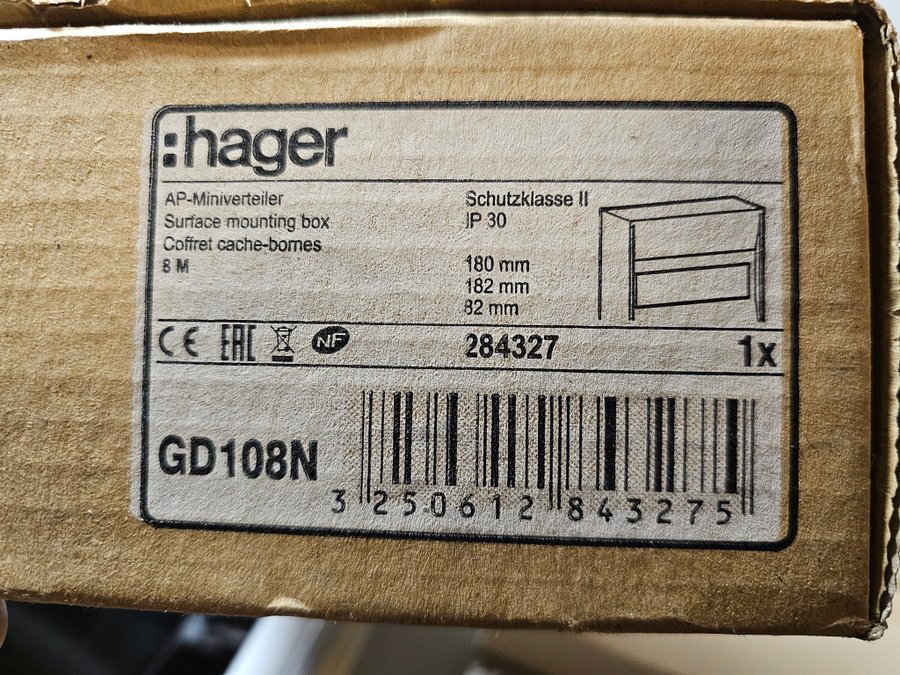 :hager
AP-Miniverteiler
Surface mounting box
Coffret cache-bornes
8 M
Schutzklasse II
IP 30
180 mm
182 mm
82 mm
CE EAC NF
284327
1x
GD108N
3 250612 843275